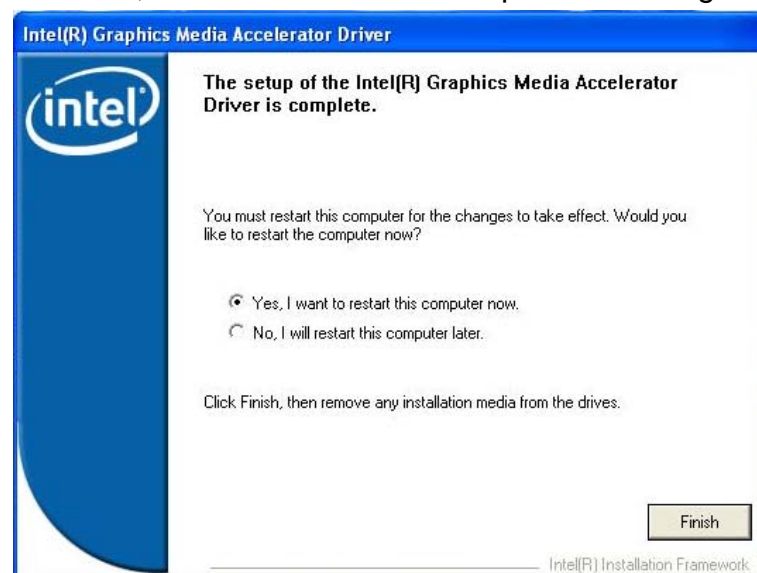 Intel(R) Graphics Media Accelerator Driver
intel
The setup of the Intel(R) Graphics Media Accelerator
Driver is complete.
You must restart this computer for the changes to take effect. Would you
like to restart the computer now?
Yes, I want to restart this computer now.
No, I will restart this computer later.
Click Finish, then remove any installation media from the drives.
Finish
Intel(R) Installation Framework